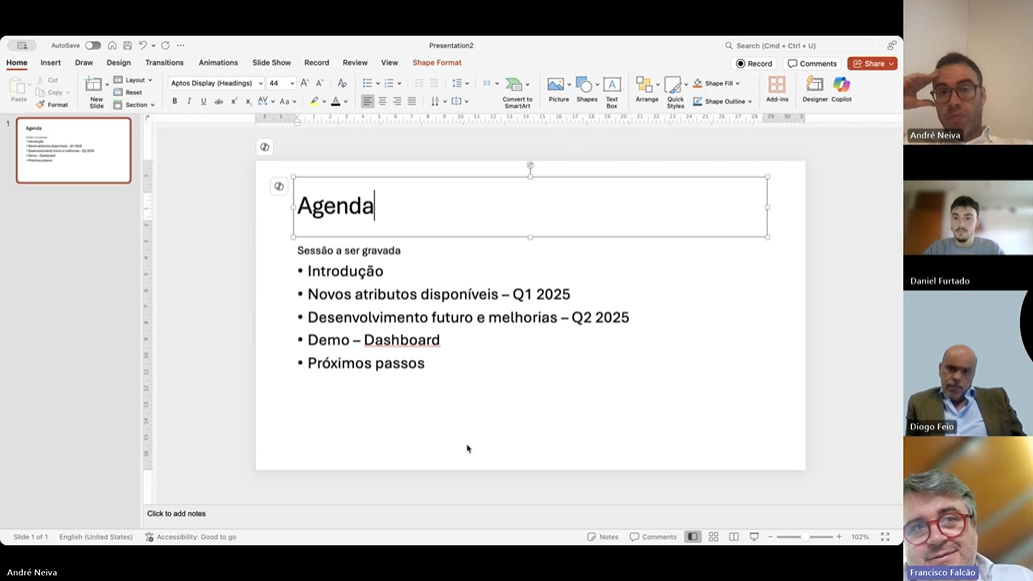 AutoSave
Presentation2
Search (Cmd + Ctrl + U)
Home Insert Draw Design Transitions Animations Slide Show Record Review View Shape Format
Record Comments Share
Paste
Cut
Copy
Format
New Slide
Layout
Reset
Section
Aptos Display (Headings) 44
Convert to SmartArt
Picture
Shapes
Text Box
Arrange
Quick Styles
Shape Fill
Shape Outline
Add-ins
Designer
Copilot
1
Agenda
Sessão a ser gravada
• Introdução
• Novos atributos disponíveis – Q1 2025
• Desenvolvimento futuro e melhorias – Q2 2025
• Demo – Dashboard
• Próximos passos
Click to add notes
Slide 1 of 1 English (United States) Accessibility: Good to go
Notes Comments 102%
André Neiva
André Neiva
Daniel Furtado
Diogo Feio
Francisco Falcão